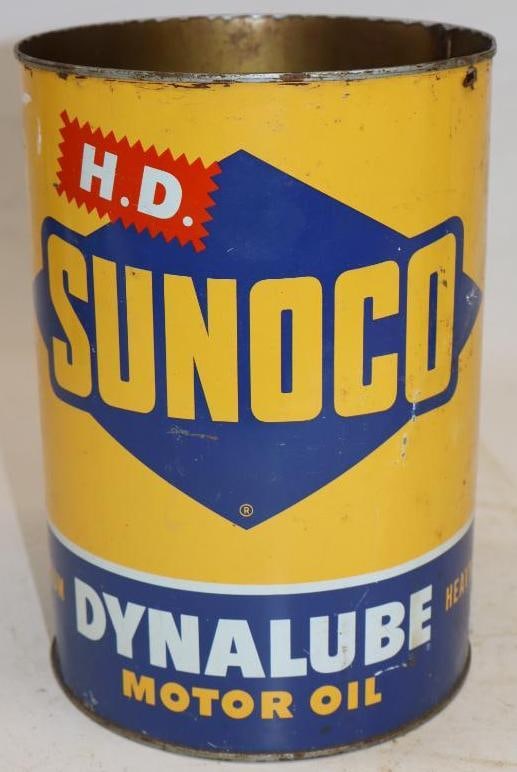 H.D.
SUNOCO
®
DYNALUBE
MOTOR OIL